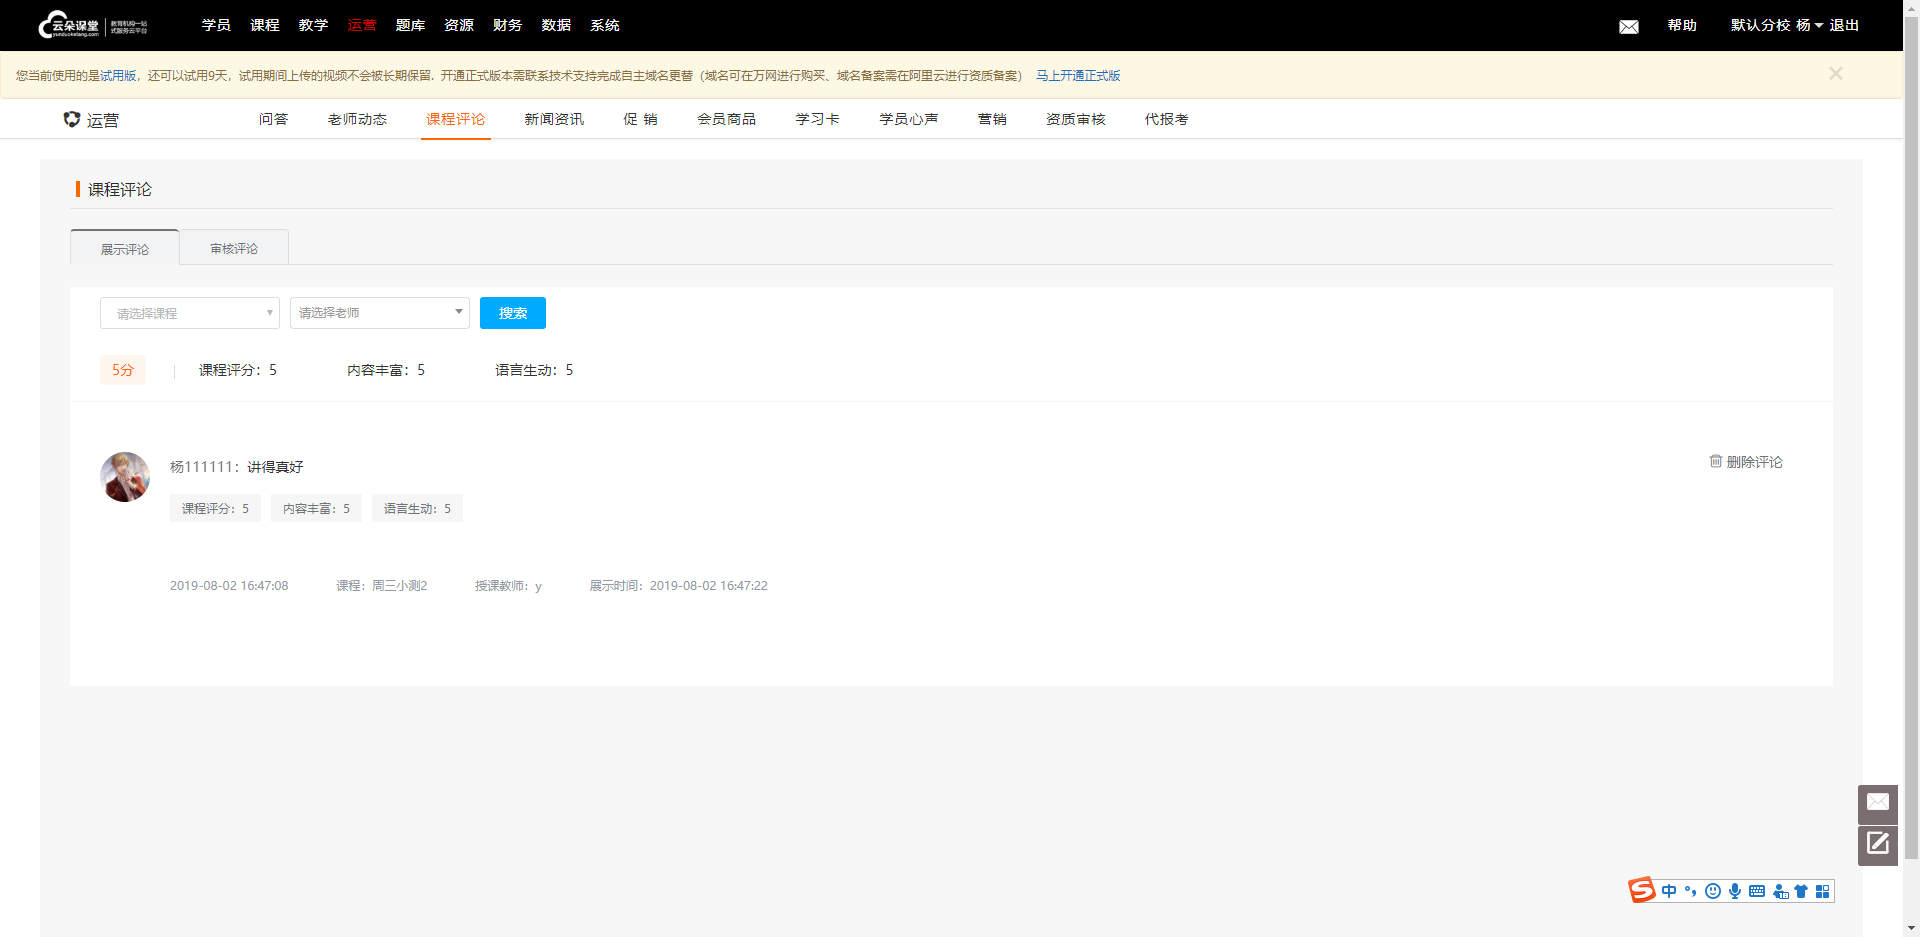 云朵课堂 教育机构一站
yunduoketang.com 式服务云平台
学员 课程 教学 运营 题库 资源 财务 数据 系统 帮助 默认分校 杨 退出
您当前使用的是试用版，还可以试用9天，试用期间上传的视频不会被长期保留. 开通正式版本需联系技术支持完成自主域名更替（域名可在万网进行购买、域名备案需在阿里云进行资质备案） 马上开通正式版
运营 问答 老师动态 课程评论 新闻资讯 促 销 会员商品 学习卡 学员心声 营销 资质审核 代报考
课程评论
展示评论 审核评论
请选择课程 请选择老师 搜索
5分 课程评分：5 内容丰富：5 语言生动：5
杨111111：讲得真好 删除评论
课程评分：5 内容丰富：5 语言生动：5
2019-08-02 16:47:08 课程：周三小测2 授课教师：y 展示时间：2019-08-02 16:47:22
中